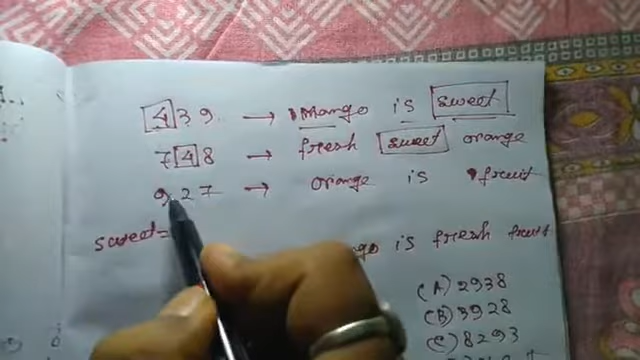 439 → Mango is sweet
748 → fresh sweet orange
927 → orange is fruit
sweet =
is fresh fruit
(A) 2938
(B) 3928
(C) 8293